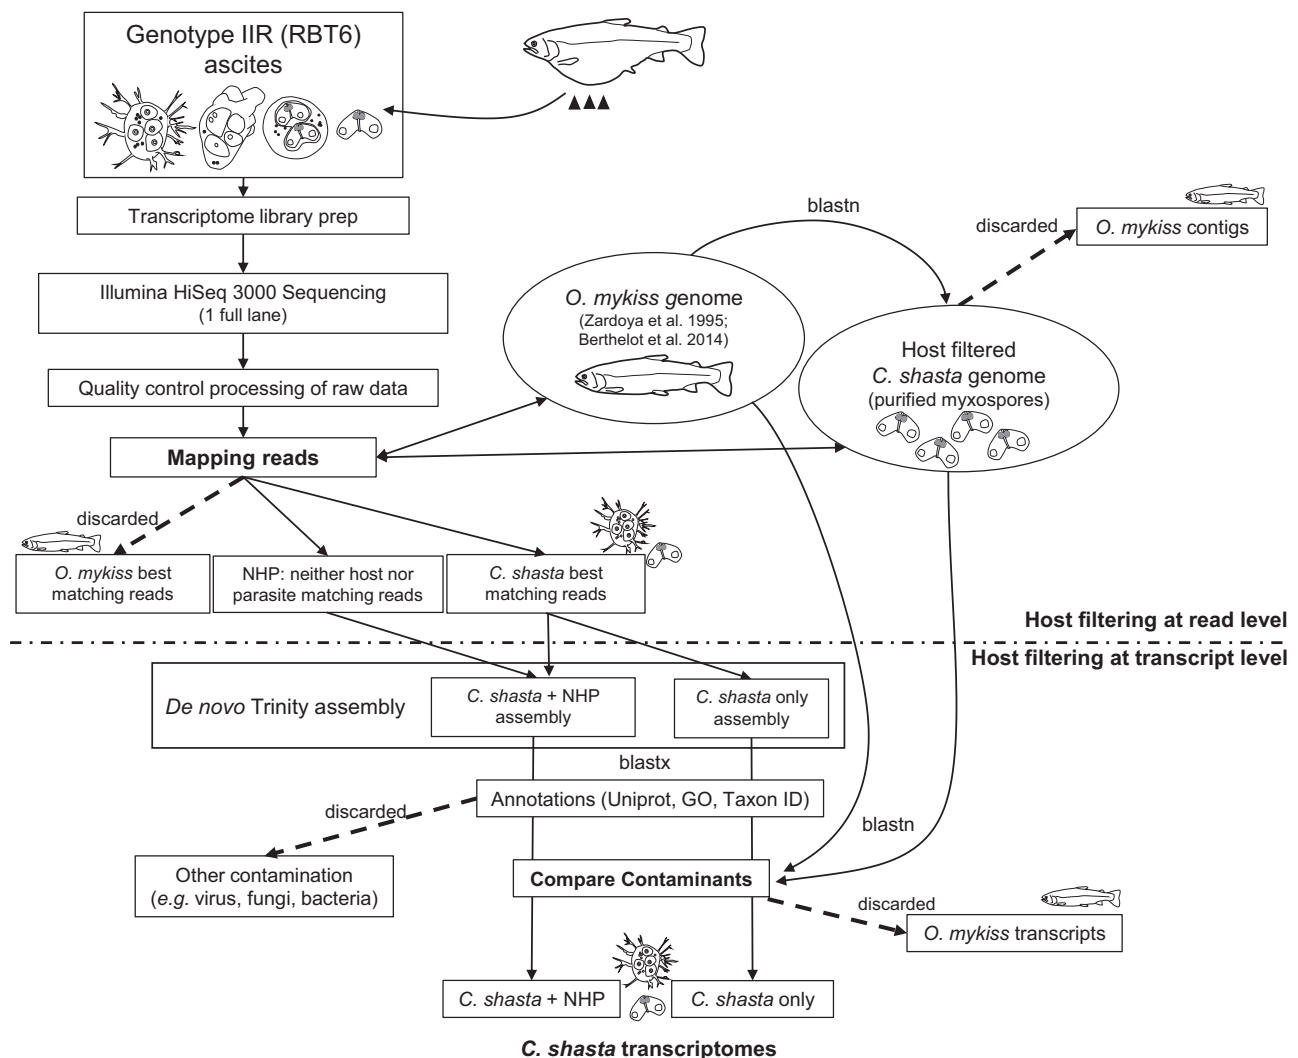 Genotype IIR (RBT6)
ascites
Transcriptome library prep
Illumina HiSeq 3000 Sequencing
(1 full lane)
Quality control processing of raw data
Mapping reads
blastn
O. mykiss genome
(Zardoya et al. 1995;
Berthelot et al. 2014)
discarded
O. mykiss contigs
Host filtered
C. shasta genome
(purified myxospores)
discarded
O. mykiss best
matching reads
NHP: neither host nor
parasite matching reads
C. shasta best
matching reads
Host filtering at read level
Host filtering at transcript level
De novo Trinity assembly
C. shasta + NHP
assembly
C. shasta only
assembly
blastx
Annotations (Uniprot, GO, Taxon ID)
discarded
Other contamination
(e.g. virus, fungi, bacteria)
blastn
Compare Contaminants
discarded
O. mykiss transcripts
C. shasta + NHP
C. shasta only
C. shasta transcriptomes